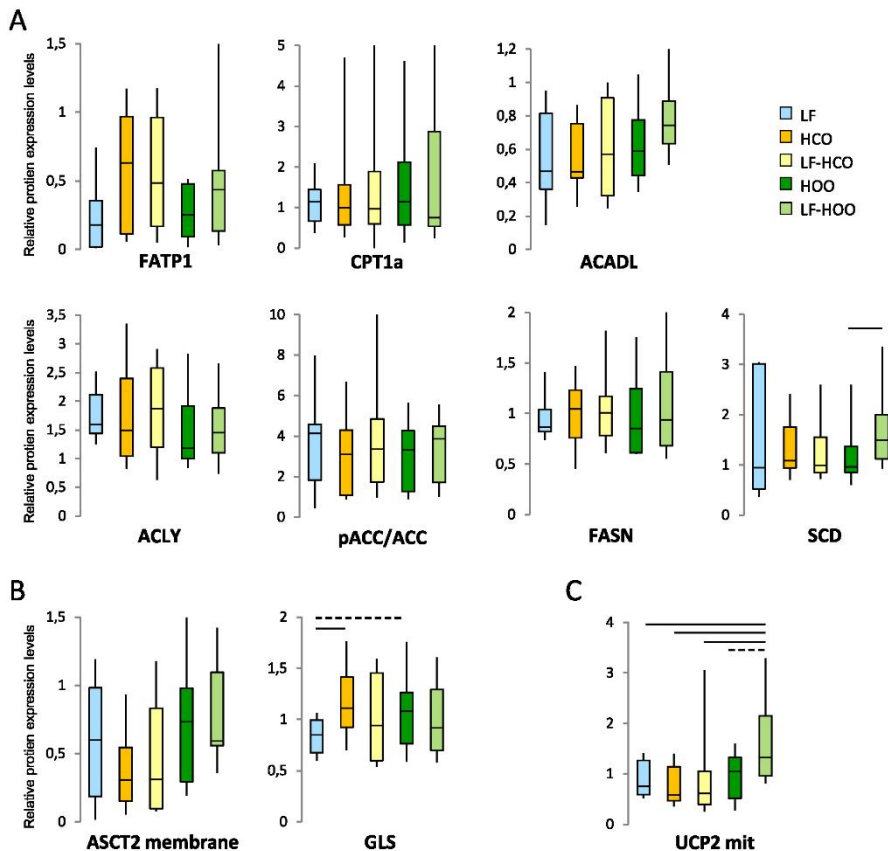 A
Relative protien expression levels
1,5
1
0,5
0
FATP1
5
4
3
2
1
0
CPT1a
1,2
1
0,8
0,6
0,4
0,2
0
ACADL
LF
HCO
LF-HCO
HOO
LF-HOO
Relative protien expression levels
3,5
3
2,5
2
1,5
1
0,5
0
ACLY
10
8
6
4
2
0
pACC/ACC
2
1,5
1
0,5
0
FASN
4
3
2
1
0
SCD
B
Relative protien expression levels
1,5
1
0,5
0
ASCT2 membrane
2
1,5
1
0,5
0
GLS
C
4
3
2
1
0
UCP2 mit